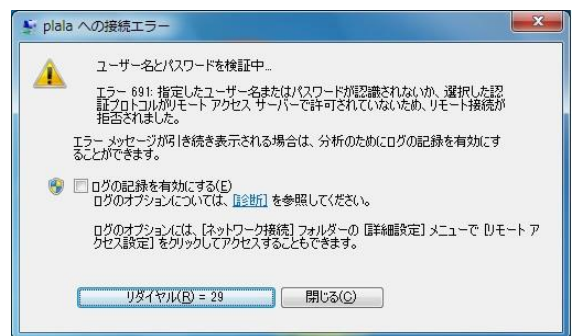 plala への接続エラー
ユーザー名とパスワードを検証中...
エラー 691: 指定したユーザー名またはパスワードが認識されないか、選択した認
証プロトコルがリモート アクセス サーバーで許可されていないため、リモート接続が
拒否されました。
エラー メッセージが引き続き表示される場合は、分析のためにログの記録を有効にす
ることができます。
ログの記録を有効にする(E)
ログのオプションについては、[診断] を参照してください。
ログのオプションには、[ネットワーク接続] フォルダーの [詳細設定] メニューで [リモート ア
クセス設定] をクリックしてアクセスすることもできます。
リダイヤル(R) = 29
閉じる(C)